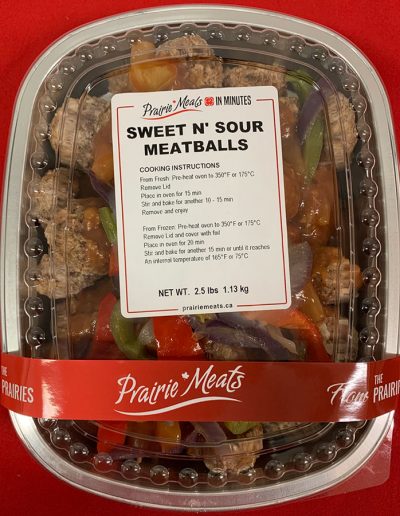 Prairie Meats IN MINUTES
SWEET N' SOUR
MEATBALLS
COOKING INSTRUCTIONS
From Fresh: Pre-heat oven to 350°F or 175°C
Remove Lid
Place in oven for 15 min
Stir and bake for another 10 - 15 min
Remove and enjoy
From Frozen: Pre-heat oven to 350°F or 175°C
Remove Lid and cover with foil
Place in oven for 20 min
Stir and bake for another 15 min or until it reaches
An internal temperature of 165°F or 75°C
NET WT. 2.5 lbs 1.13 kg
prairiemeats.ca
THE
PRAIRIES
Prairie Meats
From
THE
PRAIRIES